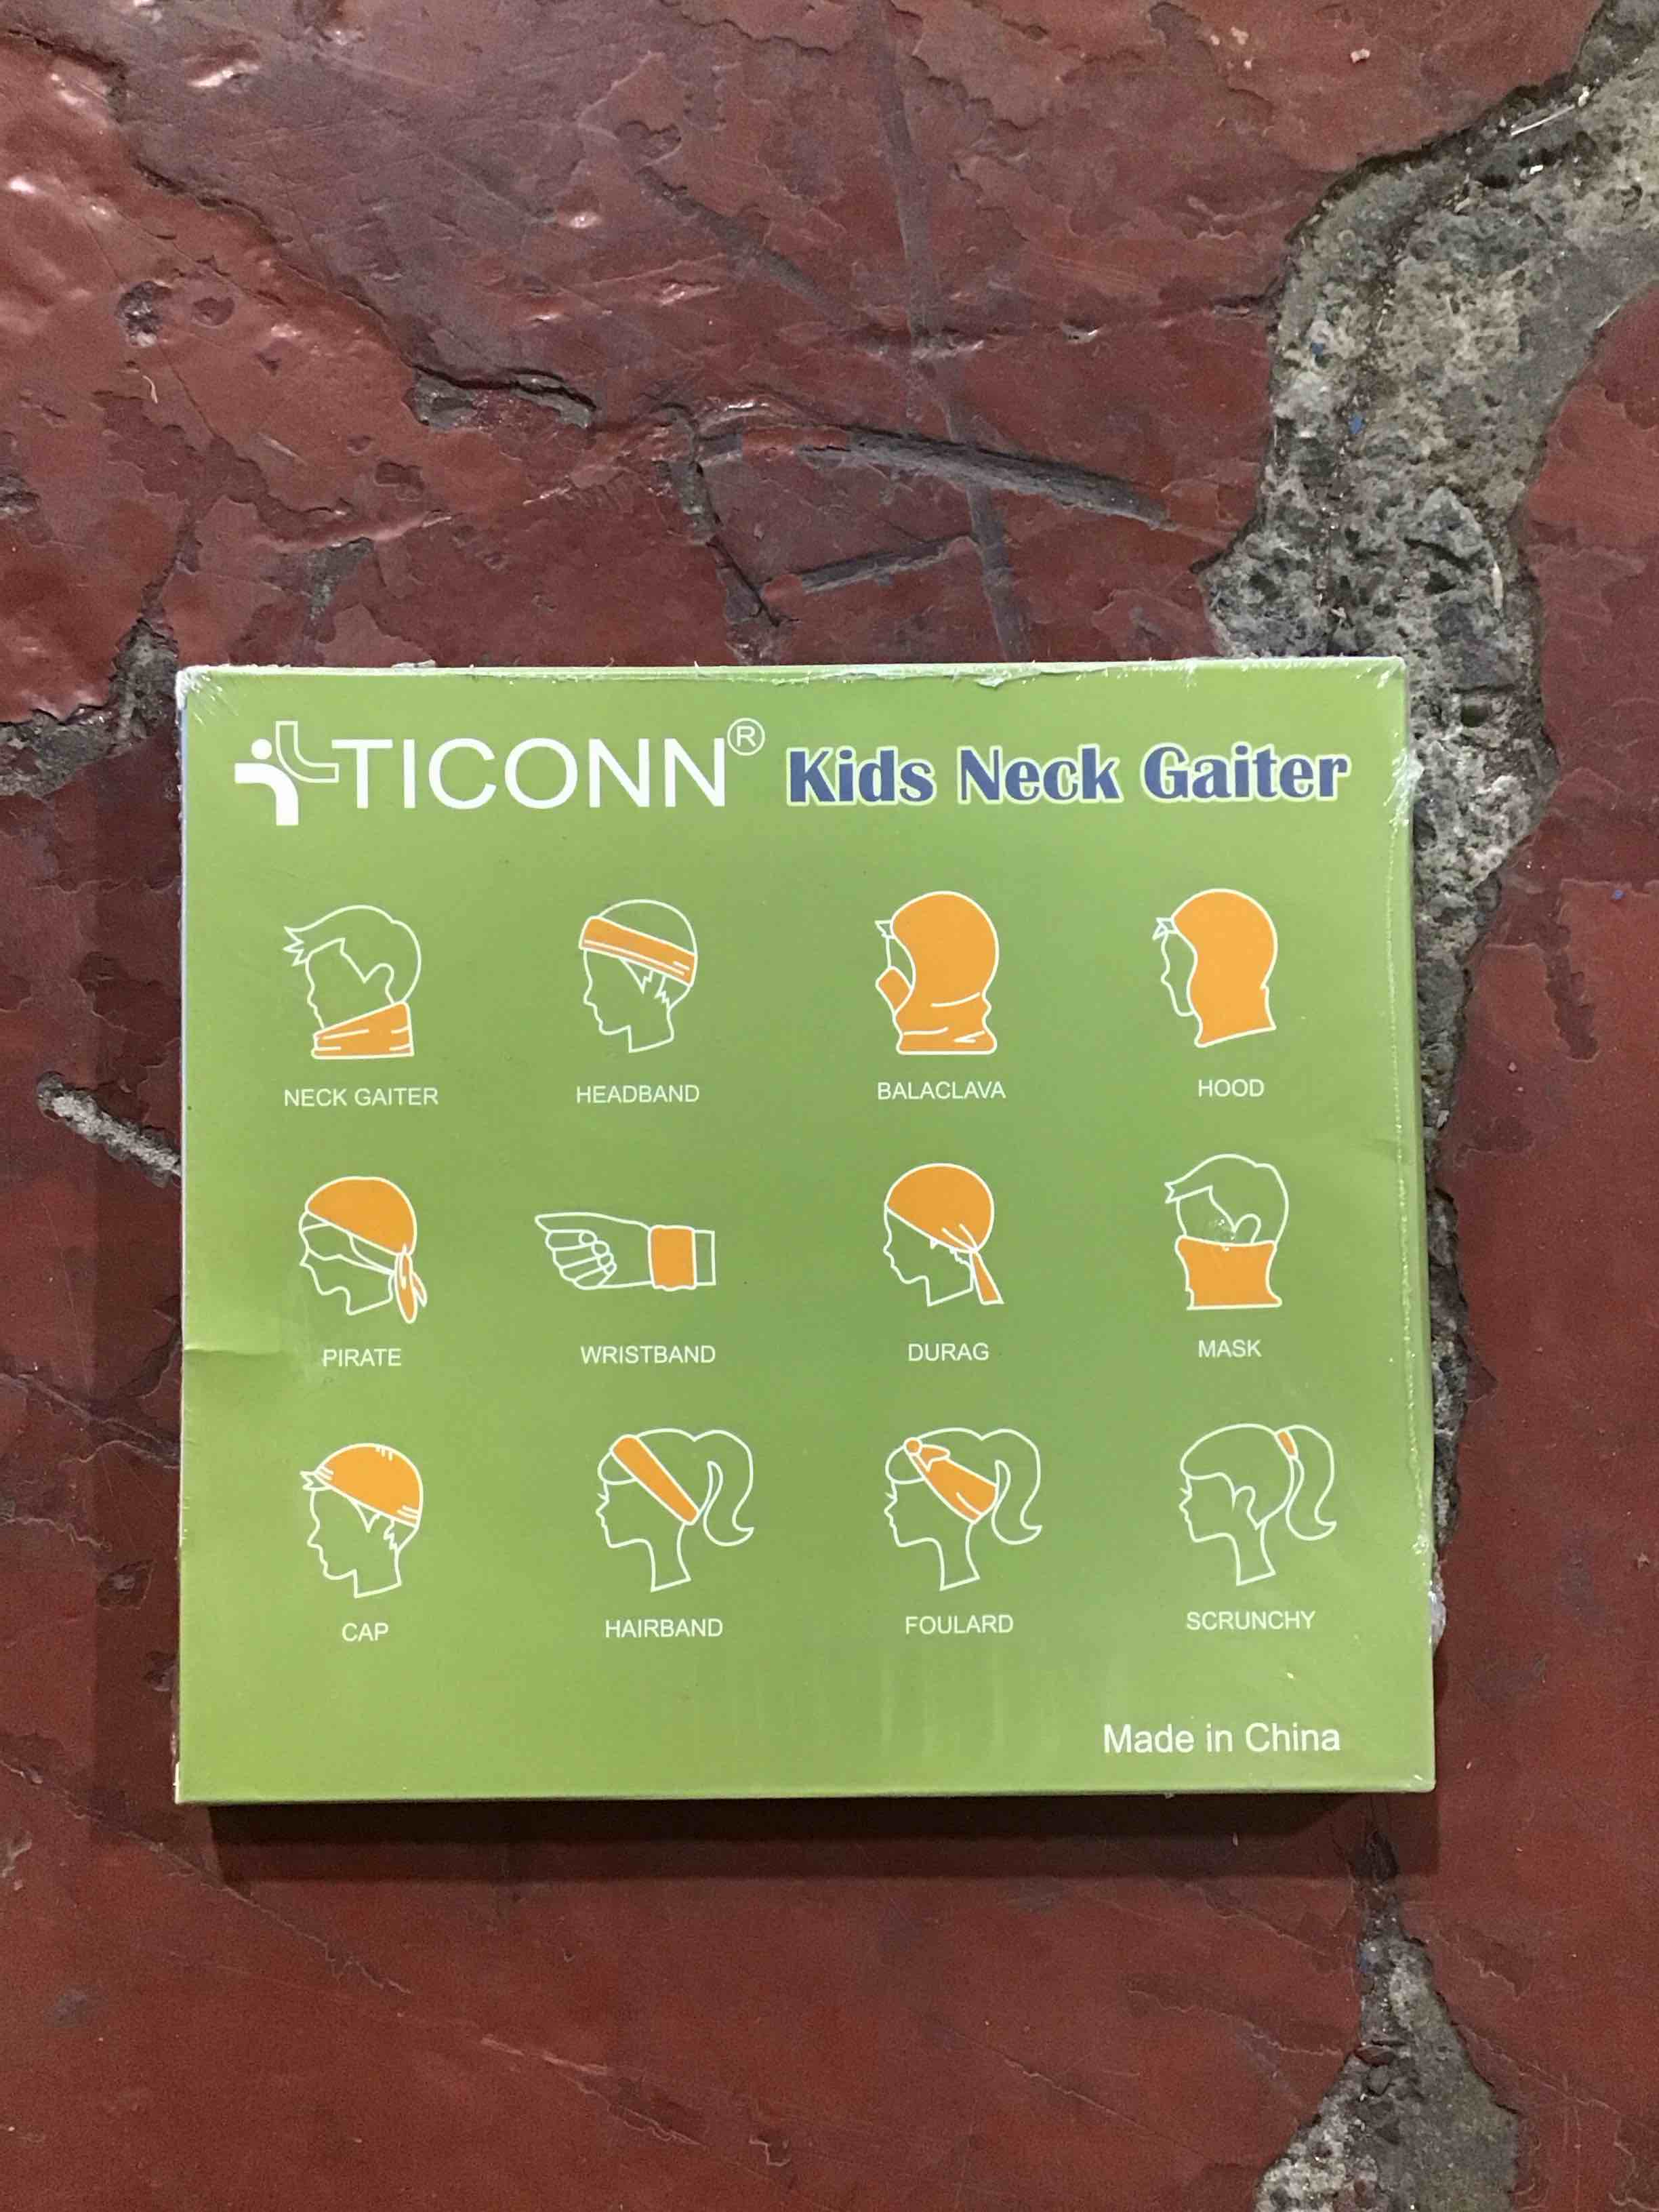 TICONN® Kids Neck Gaiter
NECK GAITER HEADBAND BALACLAVA HOOD
PIRATE WRISTBAND DURAG MASK
CAP HAIRBAND FOULARD SCRUNCHY
Made in China